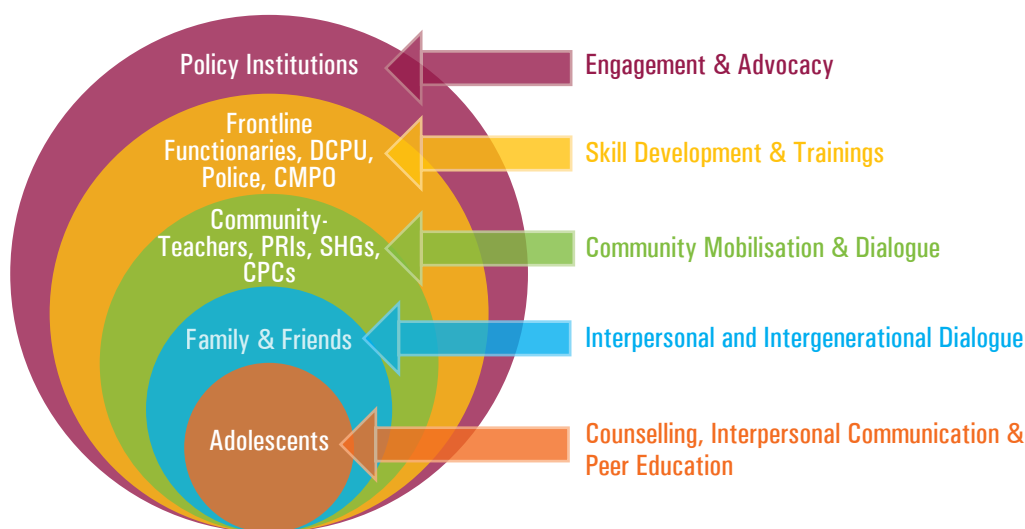 Policy Institutions
Engagement & Advocacy
Frontline
Functionaries, DCPU,
Police, CMPO
Skill Development & Trainings
Community-
Teachers, PRIs, SHGs,
CPCs
Community Mobilisation & Dialogue
Family & Friends
Interpersonal and Intergenerational Dialogue
Adolescents
Counselling, Interpersonal Communication &
Peer Education